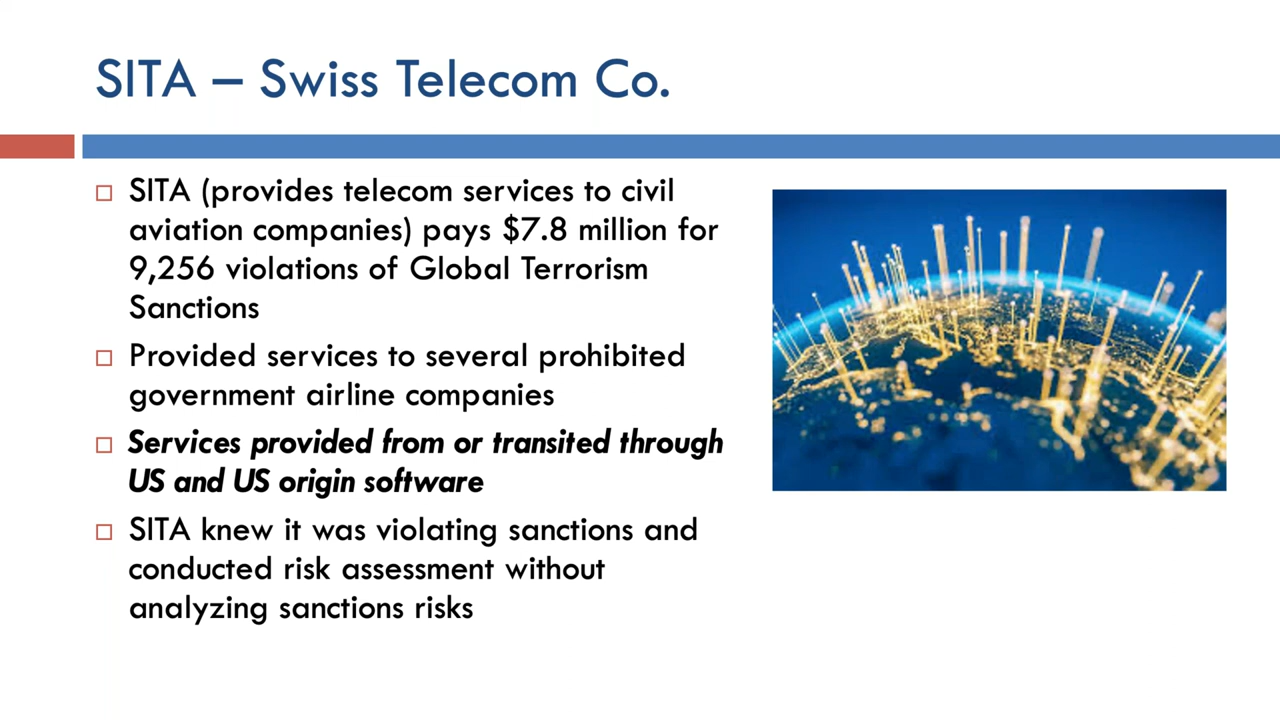 SITA – Swiss Telecom Co.
SITA (provides telecom services to civil
aviation companies) pays $7.8 million for
9,256 violations of Global Terrorism
Sanctions
Provided services to several prohibited
government airline companies
Services provided from or transited through
US and US origin software
SITA knew it was violating sanctions and
conducted risk assessment without
analyzing sanctions risks